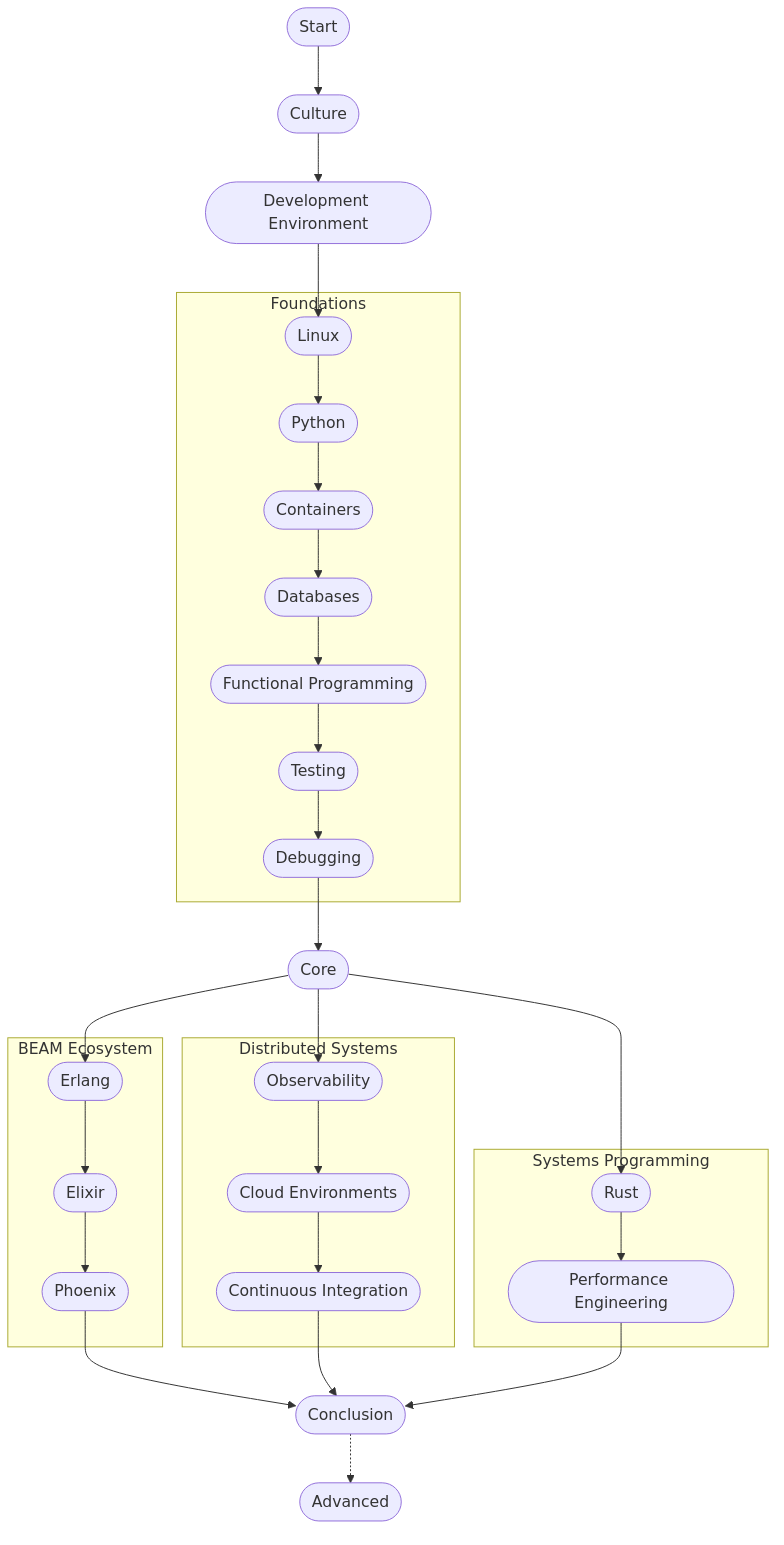 Start
Culture
Development
Environment
Foundations
Linux
Python
Containers
Databases
Functional Programming
Testing
Debugging
Core
BEAM Ecosystem
Erlang
Elixir
Phoenix
Distributed Systems
Observability
Cloud Environments
Continuous Integration
Systems Programming
Rust
Performance
Engineering
Conclusion
Advanced